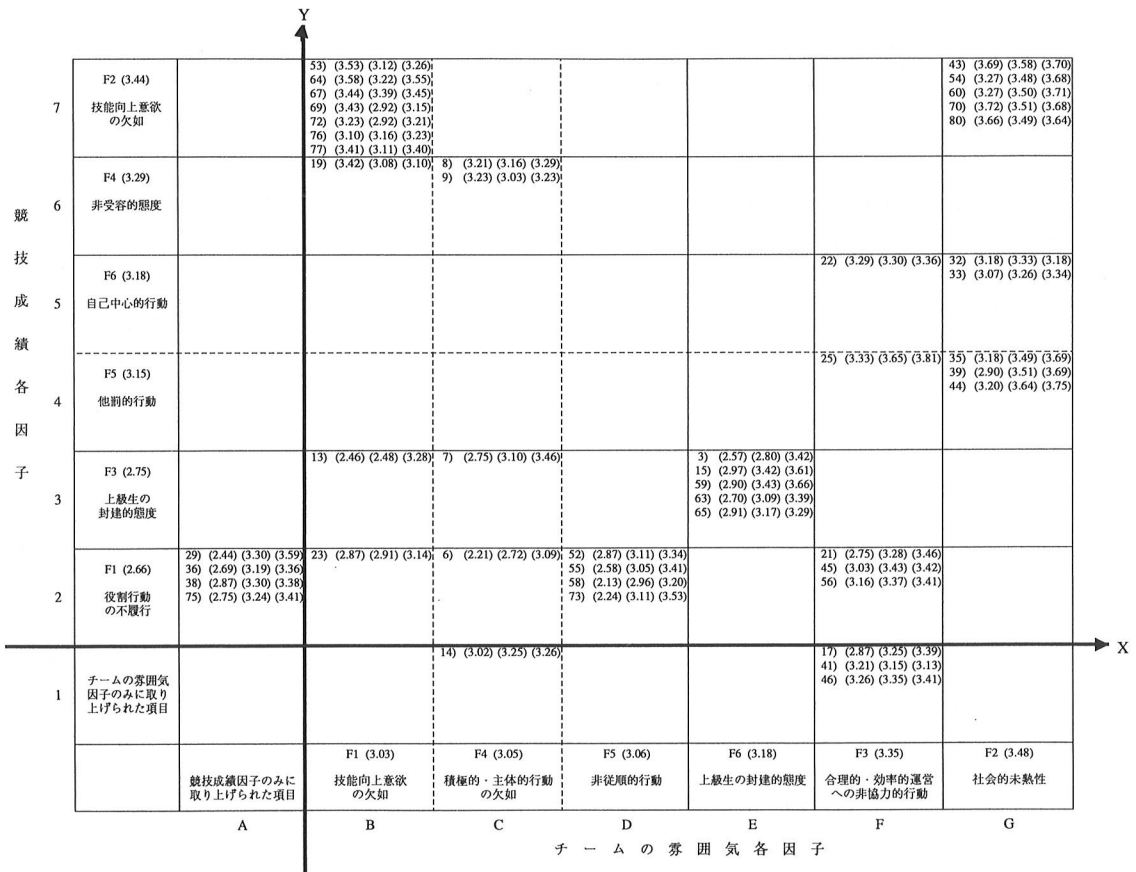 Y
F2 (3.44)
7
技能向上意欲
の欠如
53) (3.53) (3.12) (3.26)
64) (3.58) (3.22) (3.55)
67) (3.44) (3.39) (3.45)
69) (3.43) (2.92) (3.15)
72) (3.23) (2.92) (3.21)
76) (3.10) (3.16) (3.23)
77) (3.41) (3.11) (3.40)
43) (3.69) (3.58) (3.70)
54) (3.27) (3.48) (3.68)
60) (3.27) (3.50) (3.71)
70) (3.72) (3.51) (3.68)
80) (3.66) (3.49) (3.64)
F4 (3.29)
6
非受容的態度
19) (3.42) (3.08) (3.10)
8) (3.21) (3.16) (3.29)
9) (3.23) (3.03) (3.23)
F6 (3.18)
5
自己中心的行動
22) (3.29) (3.30) (3.36)
32) (3.18) (3.33) (3.18)
33) (3.07) (3.26) (3.34)
F5 (3.15)
4
他罰的行動
25) (3.33) (3.65) (3.81)
35) (3.18) (3.49) (3.69)
39) (2.90) (3.51) (3.69)
44) (3.20) (3.64) (3.75)
F3 (2.75)
3
上級生の
封建的態度
13) (2.46) (2.48) (3.28)
7) (2.75) (3.10) (3.46)
3) (2.57) (2.80) (3.42)
15) (2.97) (3.42) (3.61)
59) (2.90) (3.43) (3.66)
63) (2.70) (3.09) (3.39)
65) (2.91) (3.17) (3.29)
F1 (2.66)
2
役割行動
の不履行
29) (2.44) (3.30) (3.59)
36) (2.69) (3.19) (3.36)
38) (2.87) (3.30) (3.38)
75) (2.75) (3.24) (3.41)
23) (2.87) (2.91) (3.14)
6) (2.21) (2.72) (3.09)
52) (2.87) (3.11) (3.34)
55) (2.58) (3.05) (3.41)
58) (2.13) (2.96) (3.20)
73) (2.24) (3.11) (3.53)
21) (2.75) (3.28) (3.46)
45) (3.03) (3.43) (3.42)
56) (3.16) (3.37) (3.41)
X
1
チームの雰囲気
因子のみに取り
上げられた項目
14) (3.02) (3.25) (3.26)
17) (2.87) (3.25) (3.39)
41) (3.21) (3.15) (3.13)
46) (3.26) (3.35) (3.41)
競技成績因子のみに
取り上げられた項目
F1 (3.03)
技能向上意欲
の欠如
F4 (3.05)
積極的・主体的行動
の欠如
F5 (3.06)
非従順的行動
F6 (3.18)
上級生の封建的態度
F3 (3.35)
合理的・効率的運営
への非協力的行動
F2 (3.48)
社会的未熟性
A B C D E F G
チームの雰囲気各因子
競技成績各因子